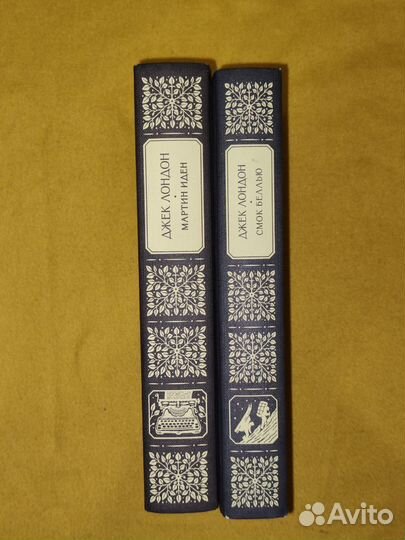 ДЖЕК ЛОНДОН
МАРТИН ИДЕН
ДЖЕК ЛОНДОН
СМОК БЕЛЛЬЮ
Avito